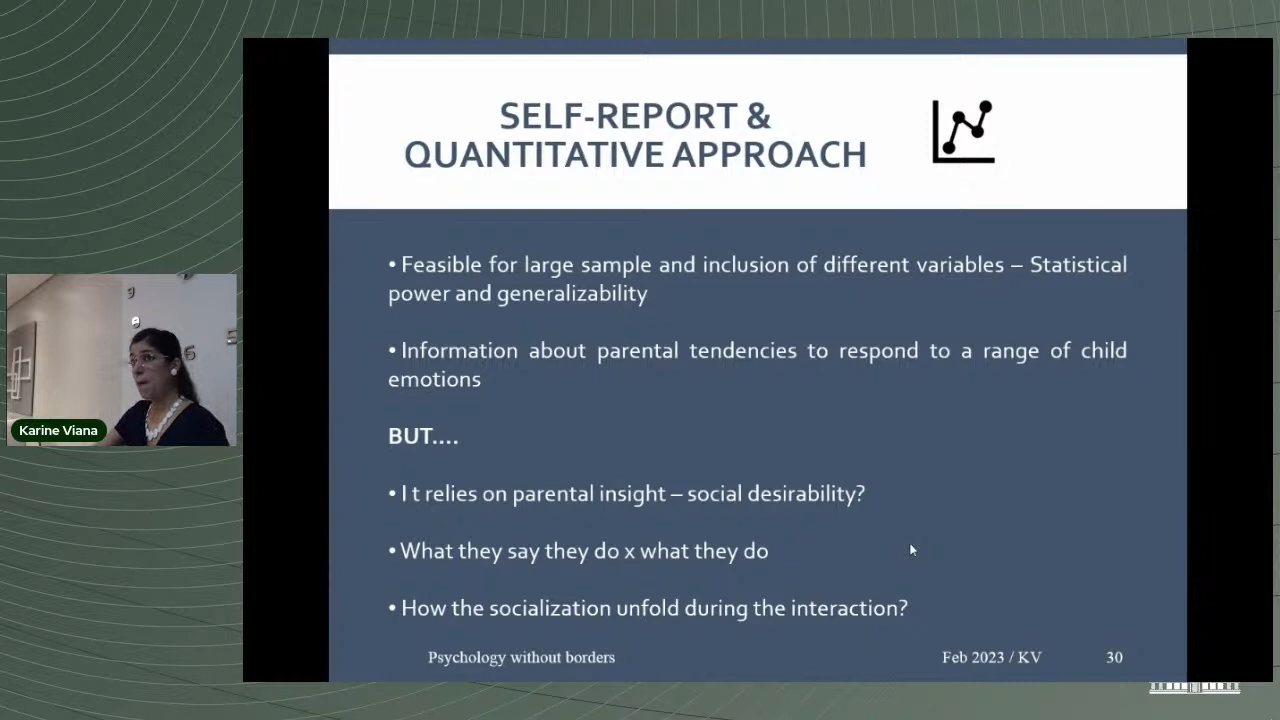 SELF-REPORT &
QUANTITATIVE APPROACH
• Feasible for large sample and inclusion of different variables – Statistical
power and generalizability
• Information about parental tendencies to respond to a range of child
emotions
BUT....
• I t relies on parental insight – social desirability?
• What they say they do x what they do
• How the socialization unfold during the interaction?
Psychology without borders
Feb 2023 / KV
30
9
6
5
Karine Viana